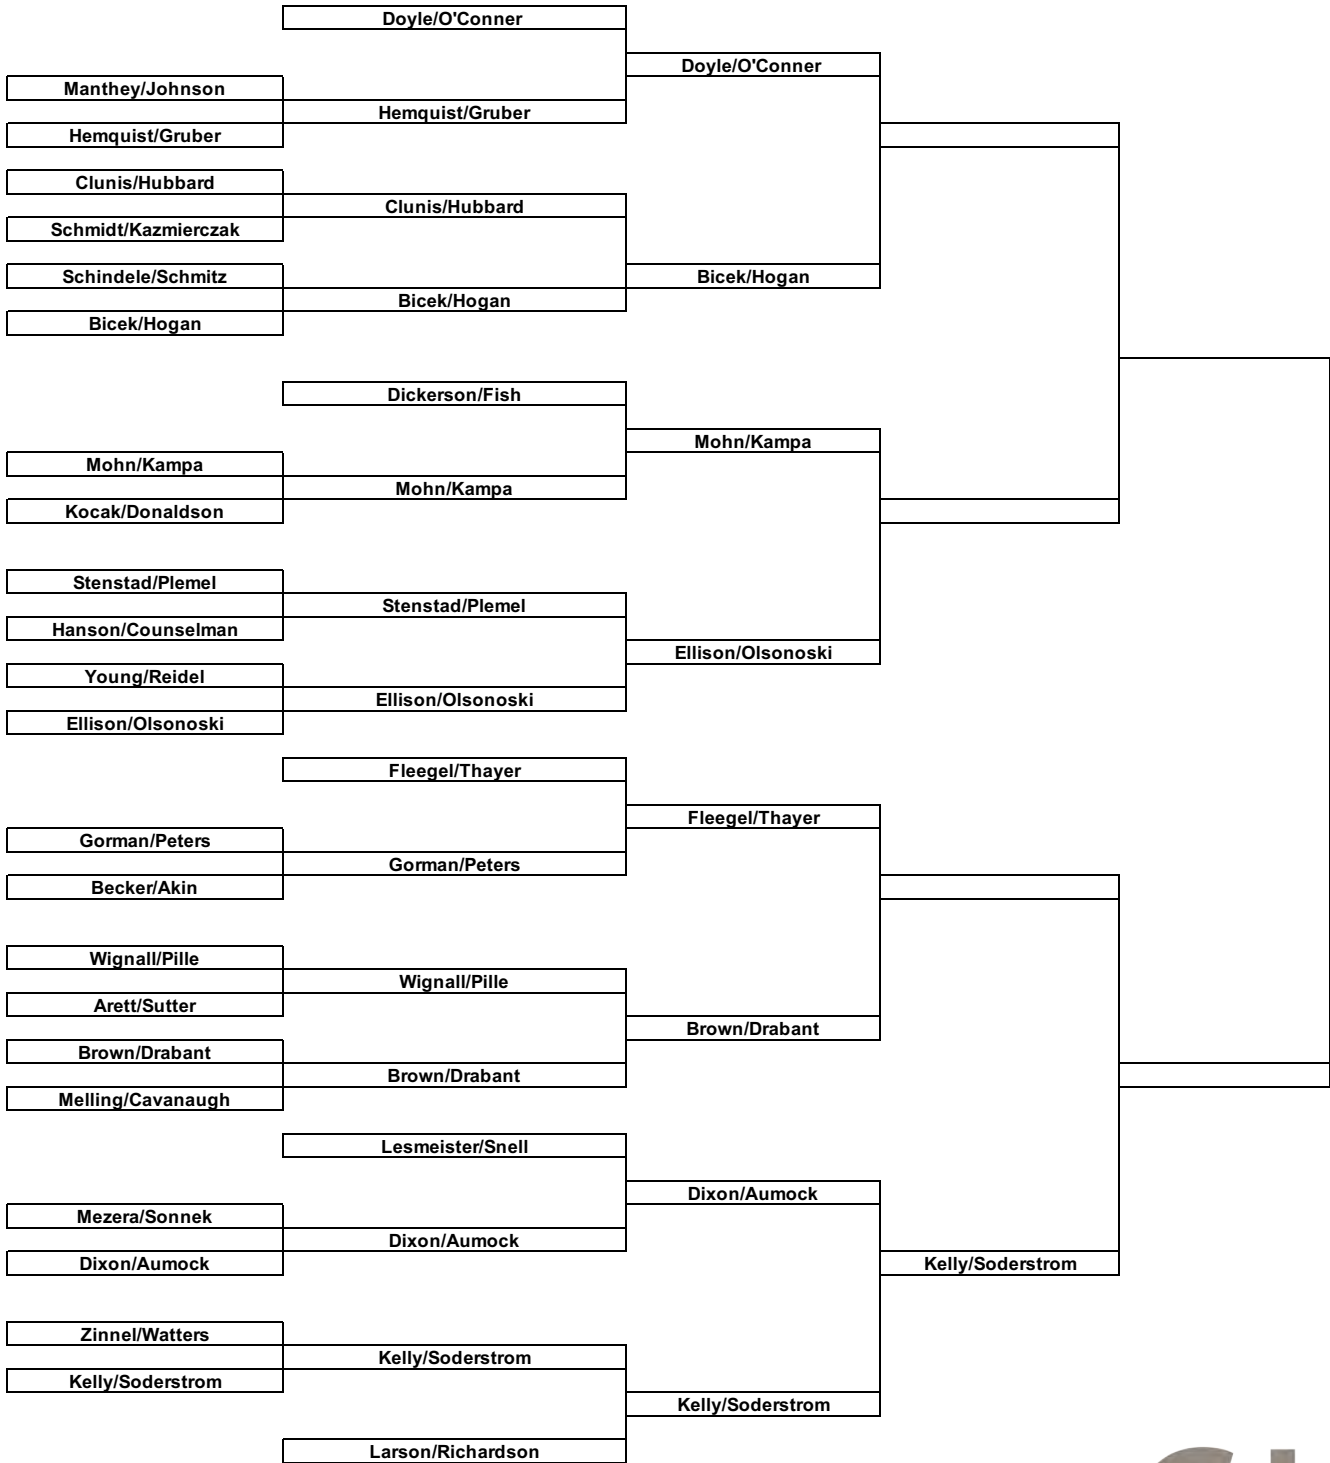 Doyle/O'Conner
Doyle/O'Conner
Manthey/Johnson
Hemquist/Gruber
Hemquist/Gruber
Clunis/Hubbard
Clunis/Hubbard
Schmidt/Kazmierczak
Schindele/Schmitz
Bicek/Hogan
Bicek/Hogan
Bicek/Hogan
Dickerson/Fish
Mohn/Kampa
Mohn/Kampa
Mohn/Kampa
Kocak/Donaldson
Stenstad/Plemel
Stenstad/Plemel
Hanson/Counselman
Ellison/Olsonoski
Young/Reidel
Ellison/Olsonoski
Ellison/Olsonoski
Fleegel/Thayer
Fleegel/Thayer
Gorman/Peters
Gorman/Peters
Becker/Akin
Wignall/Pille
Wignall/Pille
Arett/Sutter
Brown/Drabant
Brown/Drabant
Brown/Drabant
Melling/Cavanaugh
Lesmeister/Snell
Dixon/Aumock
Mezera/Sonnek
Dixon/Aumock
Dixon/Aumock
Kelly/Soderstrom
Zinnel/Watters
Kelly/Soderstrom
Kelly/Soderstrom
Kelly/Soderstrom
Larson/Richardson